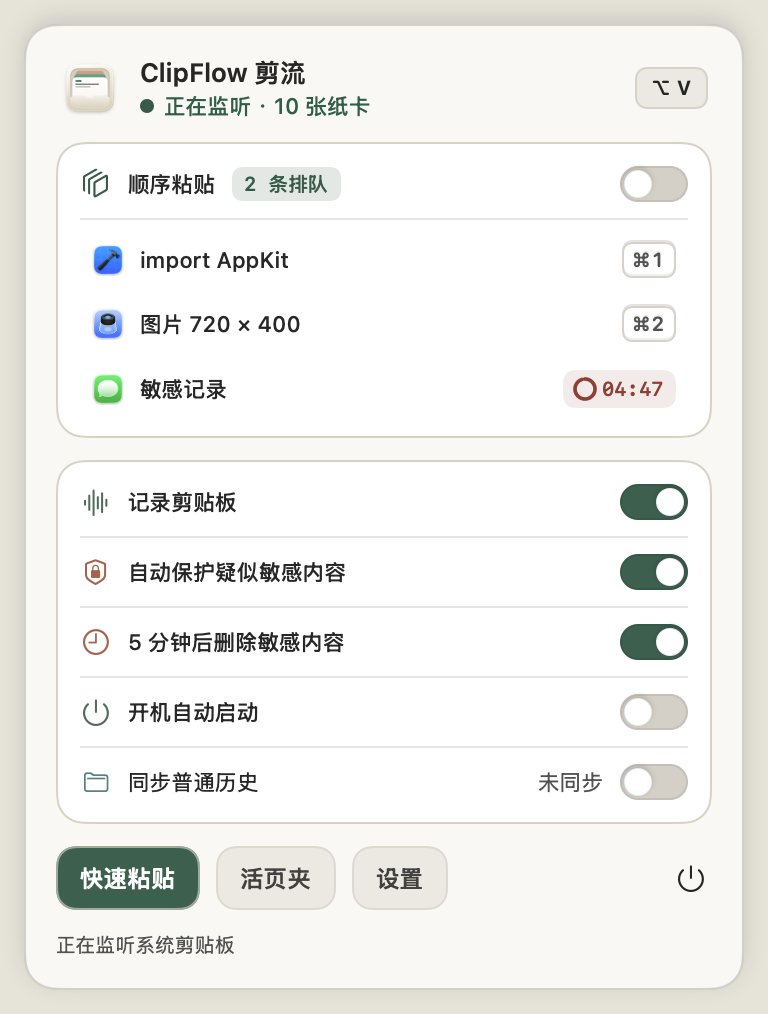 ClipFlow 剪流
正在监听 · 10 张纸卡
⌥ V
顺序粘贴 2 条排队
import AppKit ⌘1
图片 720 × 400 ⌘2
敏感记录 04:47
记录剪贴板
自动保护疑似敏感内容
5 分钟后删除敏感内容
开机自动启动
同步普通历史 未同步
快速粘贴 活页夹 设置
正在监听系统剪贴板